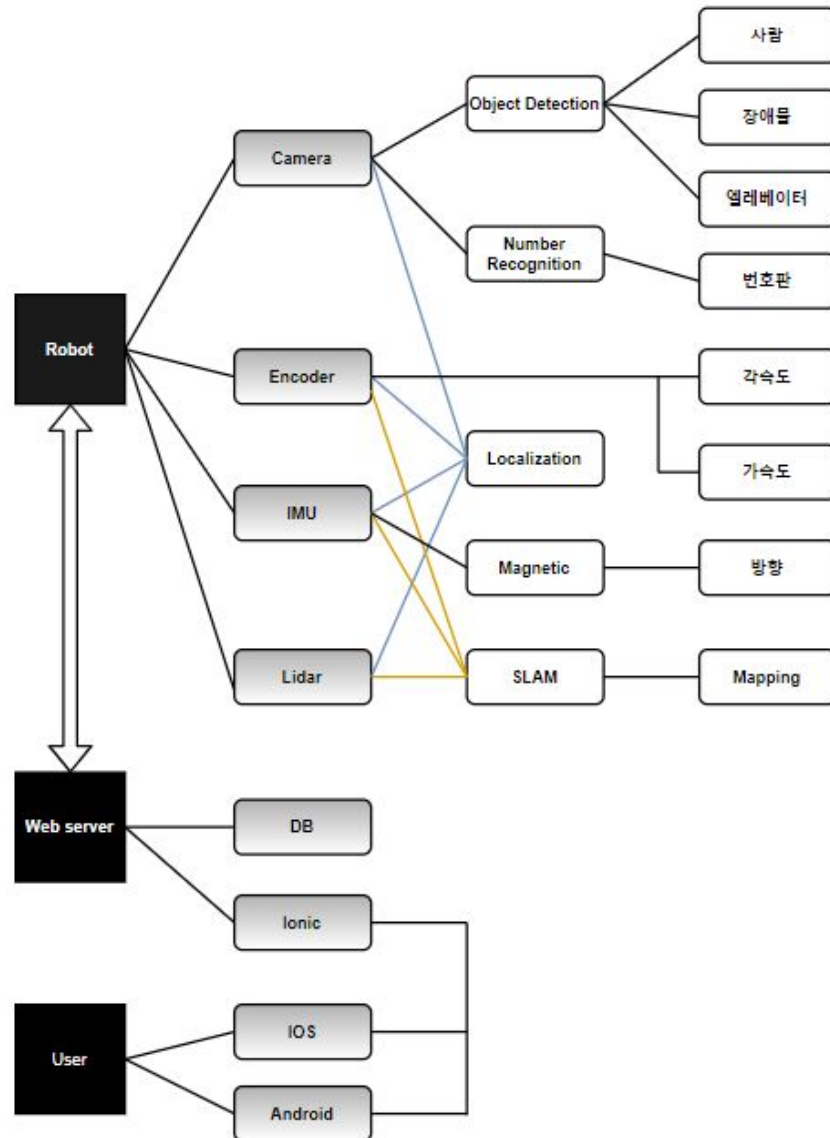 사람
Object Detection
장애물
Camera
엘레베이터
Number
Recognition
번호판
Robot
Encoder
각속도
Localization
가속도
IMU
Magnetic
방향
Lidar
SLAM
Mapping
Web server
DB
Ionic
User
IOS
Android